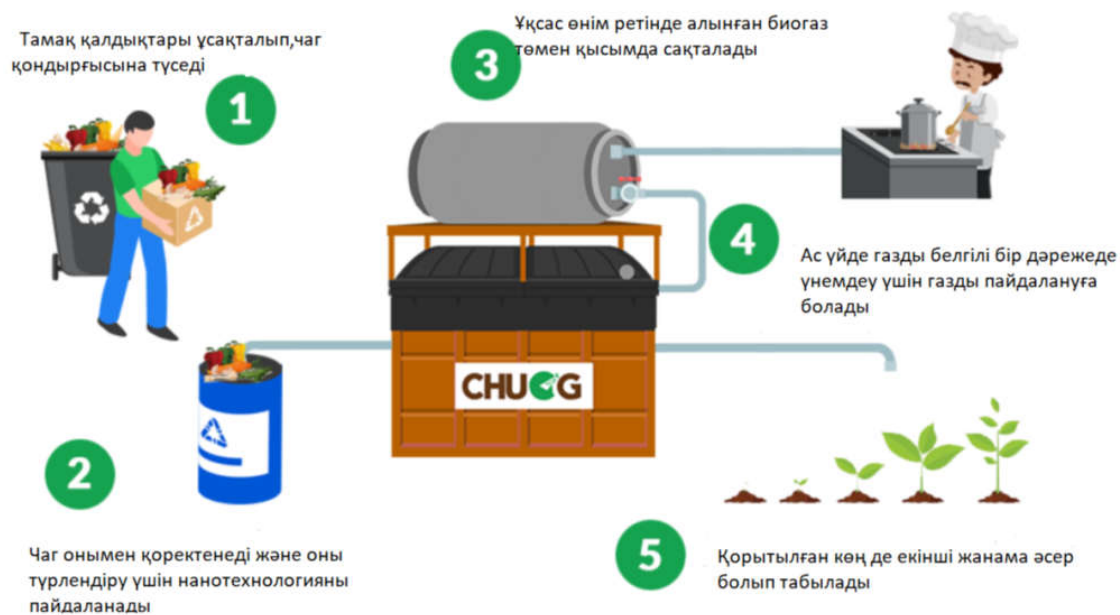 Тамақ қалдықтары ұсақталып,чаг
қондырғысына түседі
1
3
Ұқсас өнім ретінде алынған биогаз
төмен қысымда сақталады
4
Ас үйде газды белгілі бір дәрежеде
үнемдеу үшін газды пайдалануға
болады
CHUGG
2
Чаг онымен қоректенеді және оны
түрлендіру үшін нанотехнологияны
пайдаланады
5
Қорытылған көң де екінші жанама әсер
болып табылады